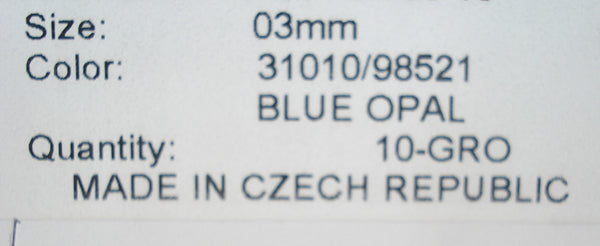 Size: 03mm
Color: 31010/98521
BLUE OPAL
Quantity: 10-GRO
MADE IN CZECH REPUBLIC